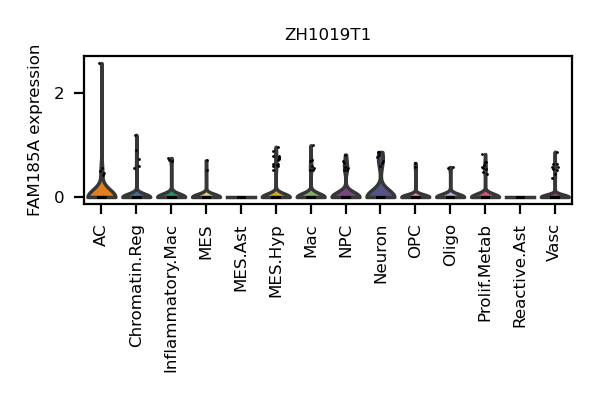 ZH1019T1
FAM185A expression
2
0
AC
Chromatin.Reg
Inflammatory.Mac
MES
MES.Ast
MES.Hyp
Mac
NPC
Neuron
OPC
Oligo
Prolif.Metab
Reactive.Ast
Vasc